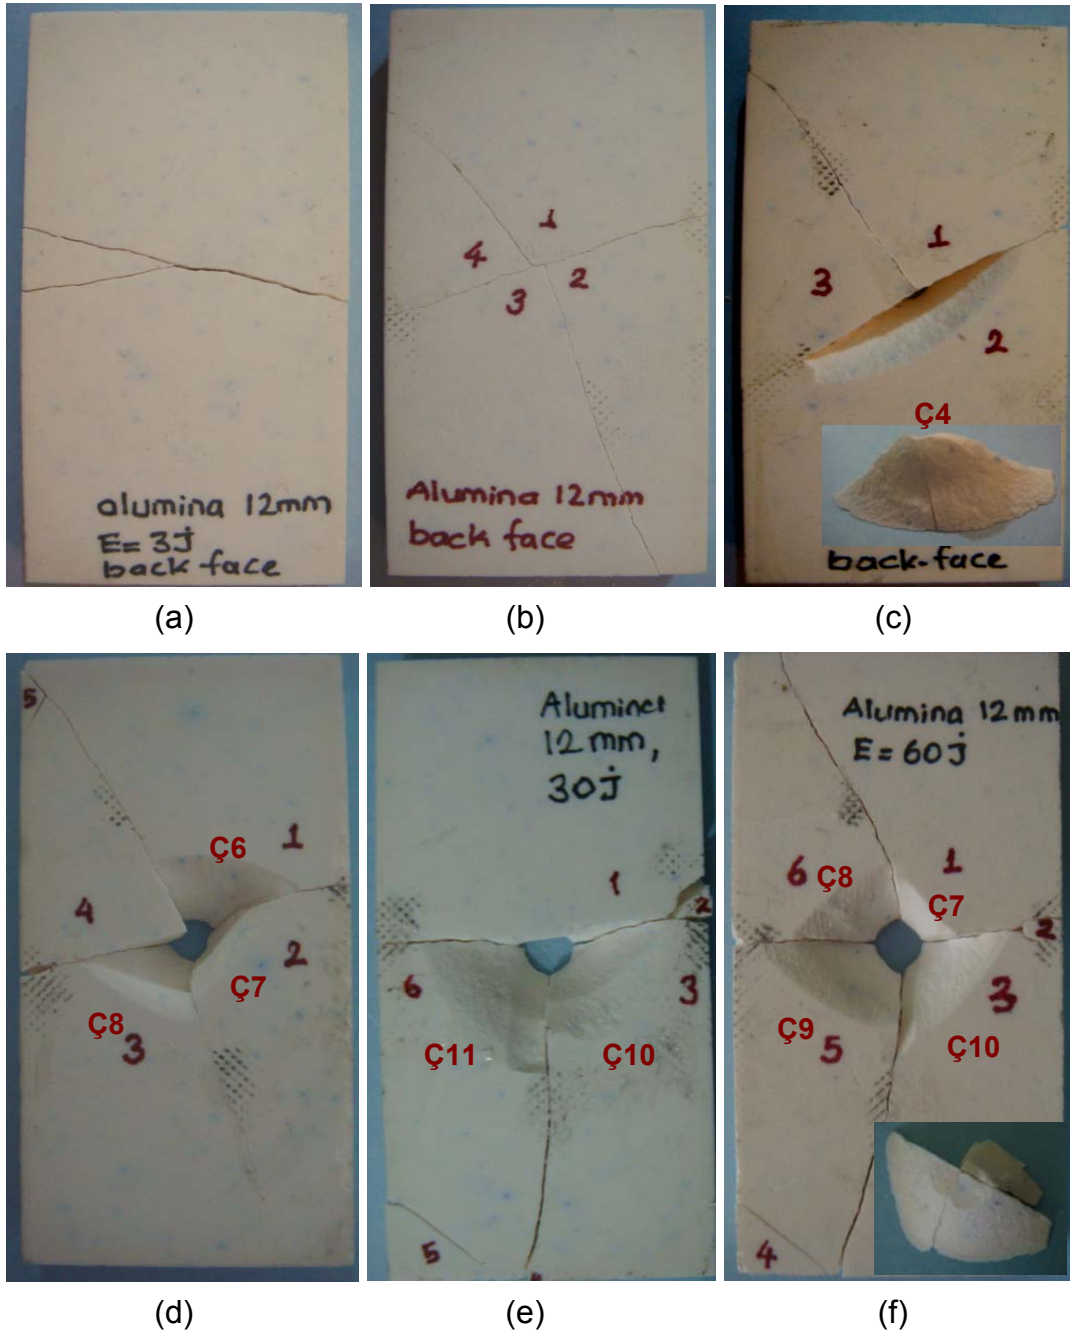 alumina 12mm
E= 3j
back face
(a)
1
4
2
3
Alumina 12mm
back face
(b)
1
3
2
Ç4
back-face
(c)
5
1
Ç6
4
2
Ç7
Ç8
3
(d)
Alumina
12mm,
30j
1
2
6
3
Ç11
Ç10
5
(e)
Alumina 12mm
E= 60j
6
Ç8
1
Ç7
2
3
Ç9
5
Ç10
4
(f)